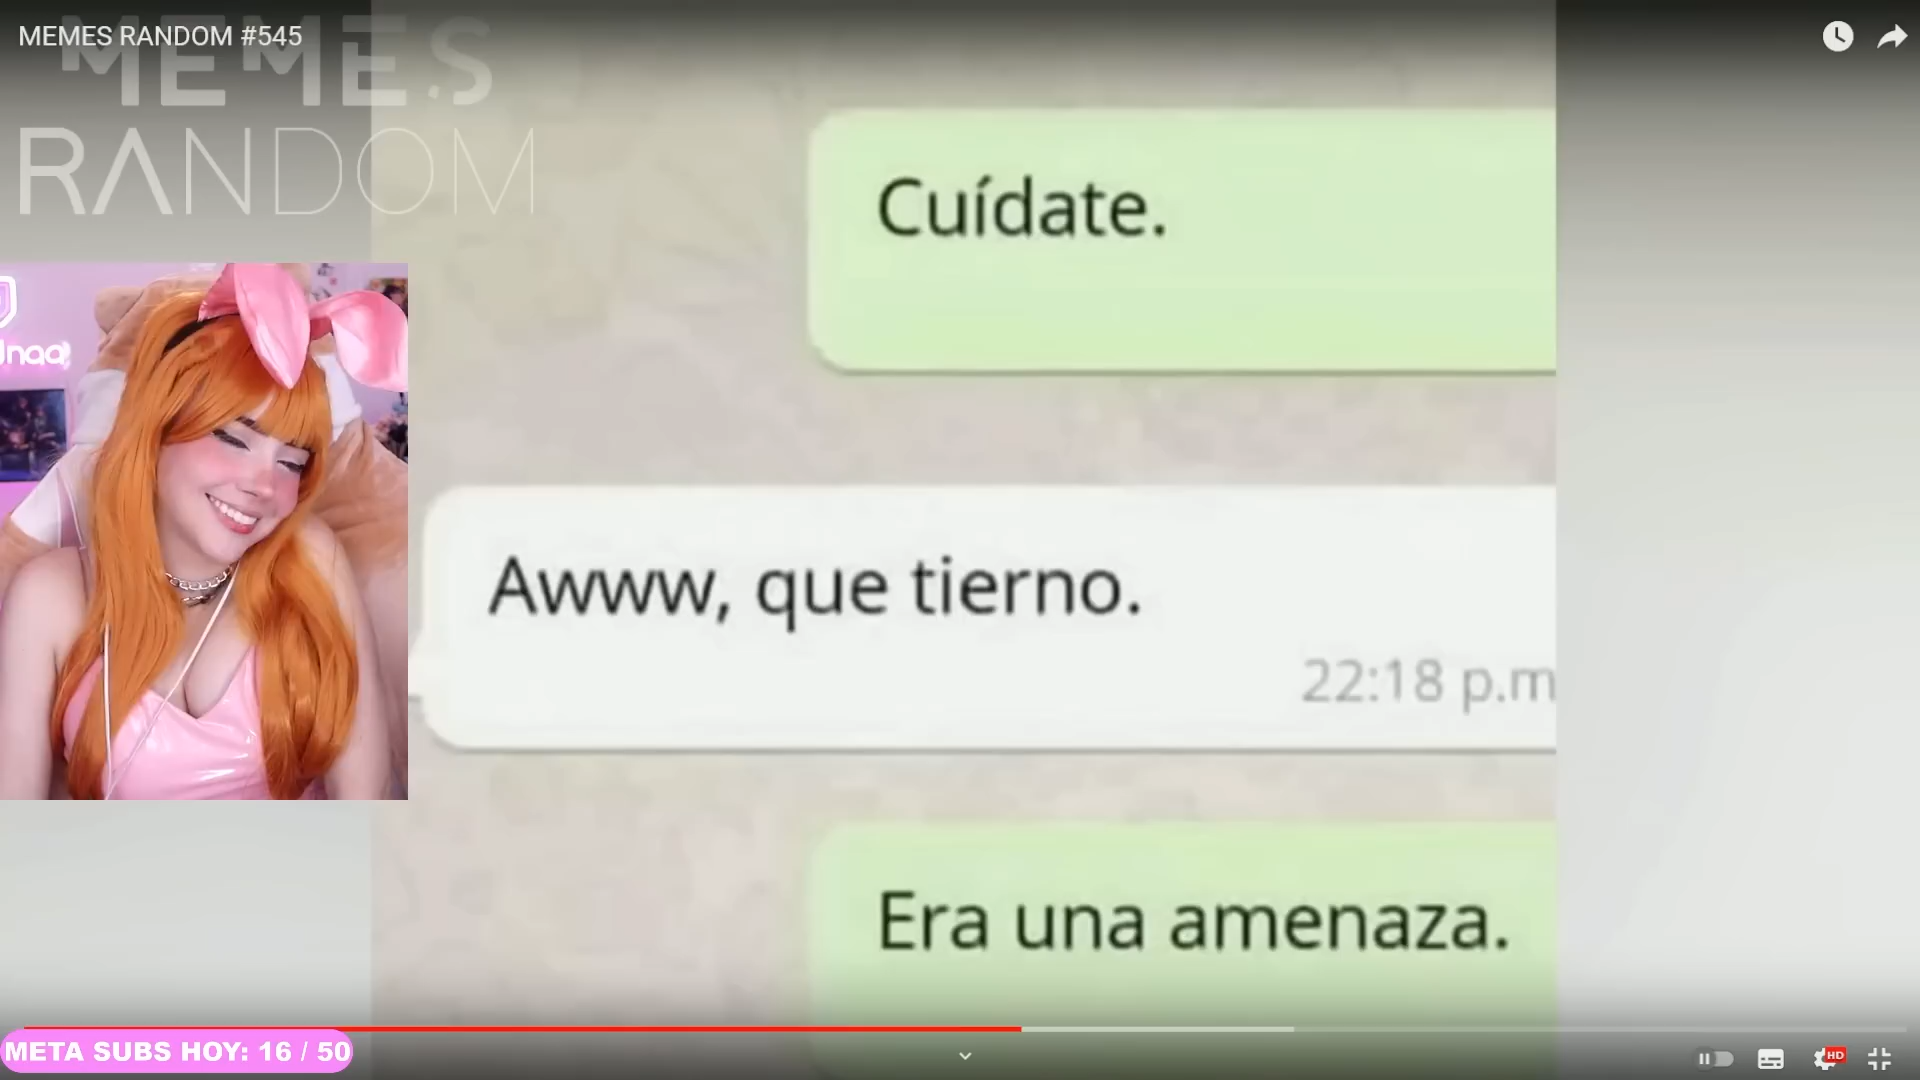 MEMES RANDOM #545
MEMES
RANDOM
Cuídate.
Awww, que tierno.
22:18 p.m
Era una amenaza.
META SUBS HOY: 16 / 50
HD